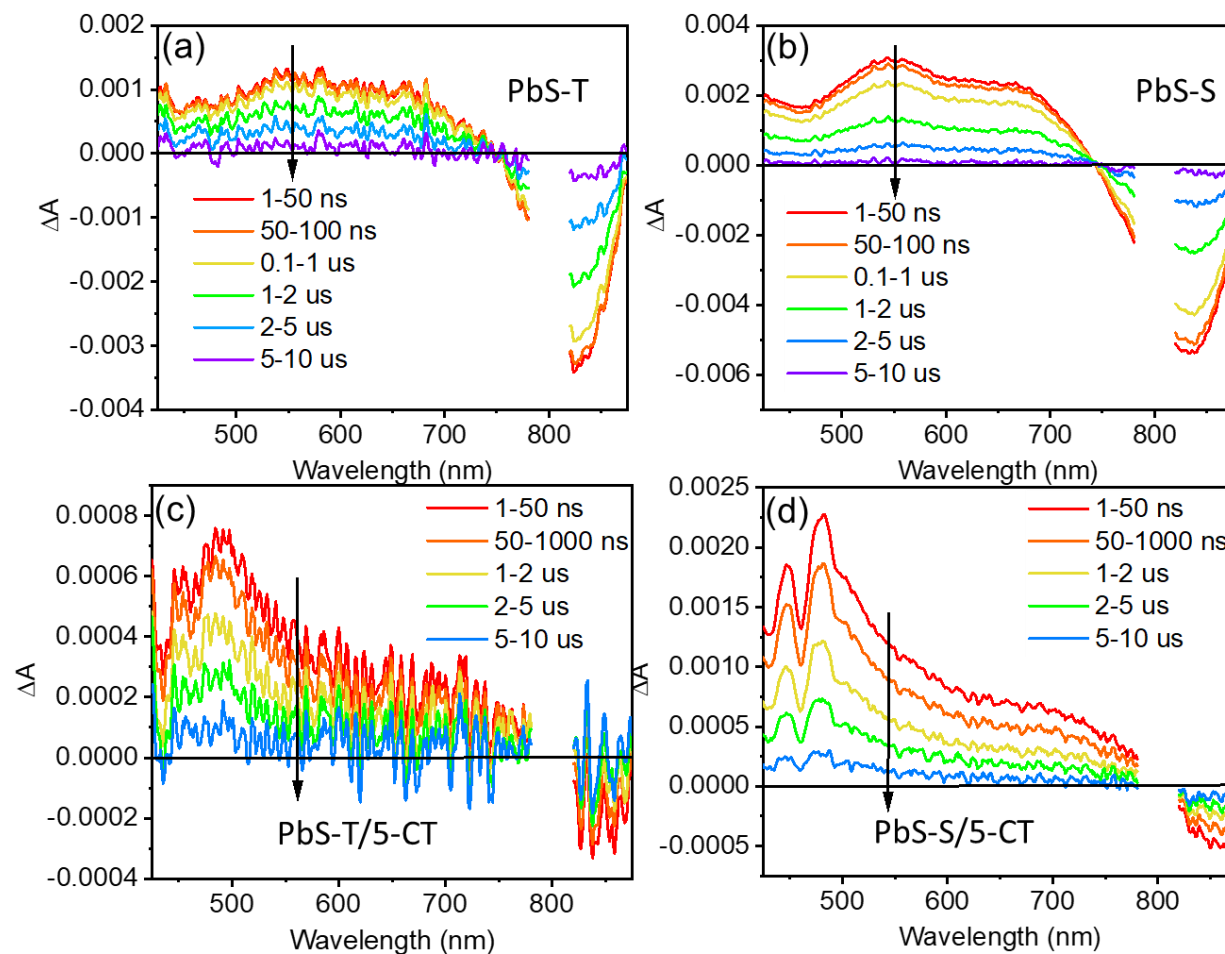 (a)
PbS-T
0.002
0.001
0.000
-0.001
-0.002
-0.003
-0.004
ΔA
1-50 ns
50-100 ns
0.1-1 us
1-2 us
2-5 us
5-10 us
500
600
700
800
Wavelength (nm)
(b)
PbS-S
0.004
0.002
0.000
-0.002
-0.004
-0.006
ΔA
1-50 ns
50-100 ns
0.1-1 us
1-2 us
2-5 us
5-10 us
500
600
700
800
Wavelength (nm)
(c)
0.0008
0.0006
0.0004
0.0002
0.0000
-0.0002
-0.0004
ΔA
1-50 ns
50-1000 ns
1-2 us
2-5 us
5-10 us
PbS-T/5-CT
500
600
700
800
Wavelength (nm)
(d)
0.0025
0.0020
0.0015
0.0010
0.0005
0.0000
-0.0005
ΔA
1-50 ns
50-1000 ns
1-2 us
2-5 us
5-10 us
PbS-S/5-CT
500
600
700
800
Wavelength (nm)